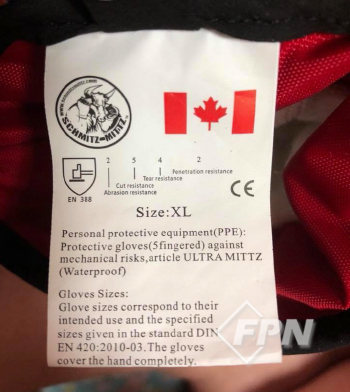 SCHMITZ MITTZ
2 5 4 2
Penetration resistance
Tear resistance
Cut resistance
Abrasion resistance
EN 388
CE
Size:XL
Personal protective equipment(PPE):
Protective gloves(5fingered) against
mechanical risks,article ULTRA MITTZ
(Waterproof)
Gloves Sizes:
Glove sizes correspond to their
intended use and the specified
sizes given in the standard DIN
EN 420:2010-03.The gloves
cover the hand completely.
FPN